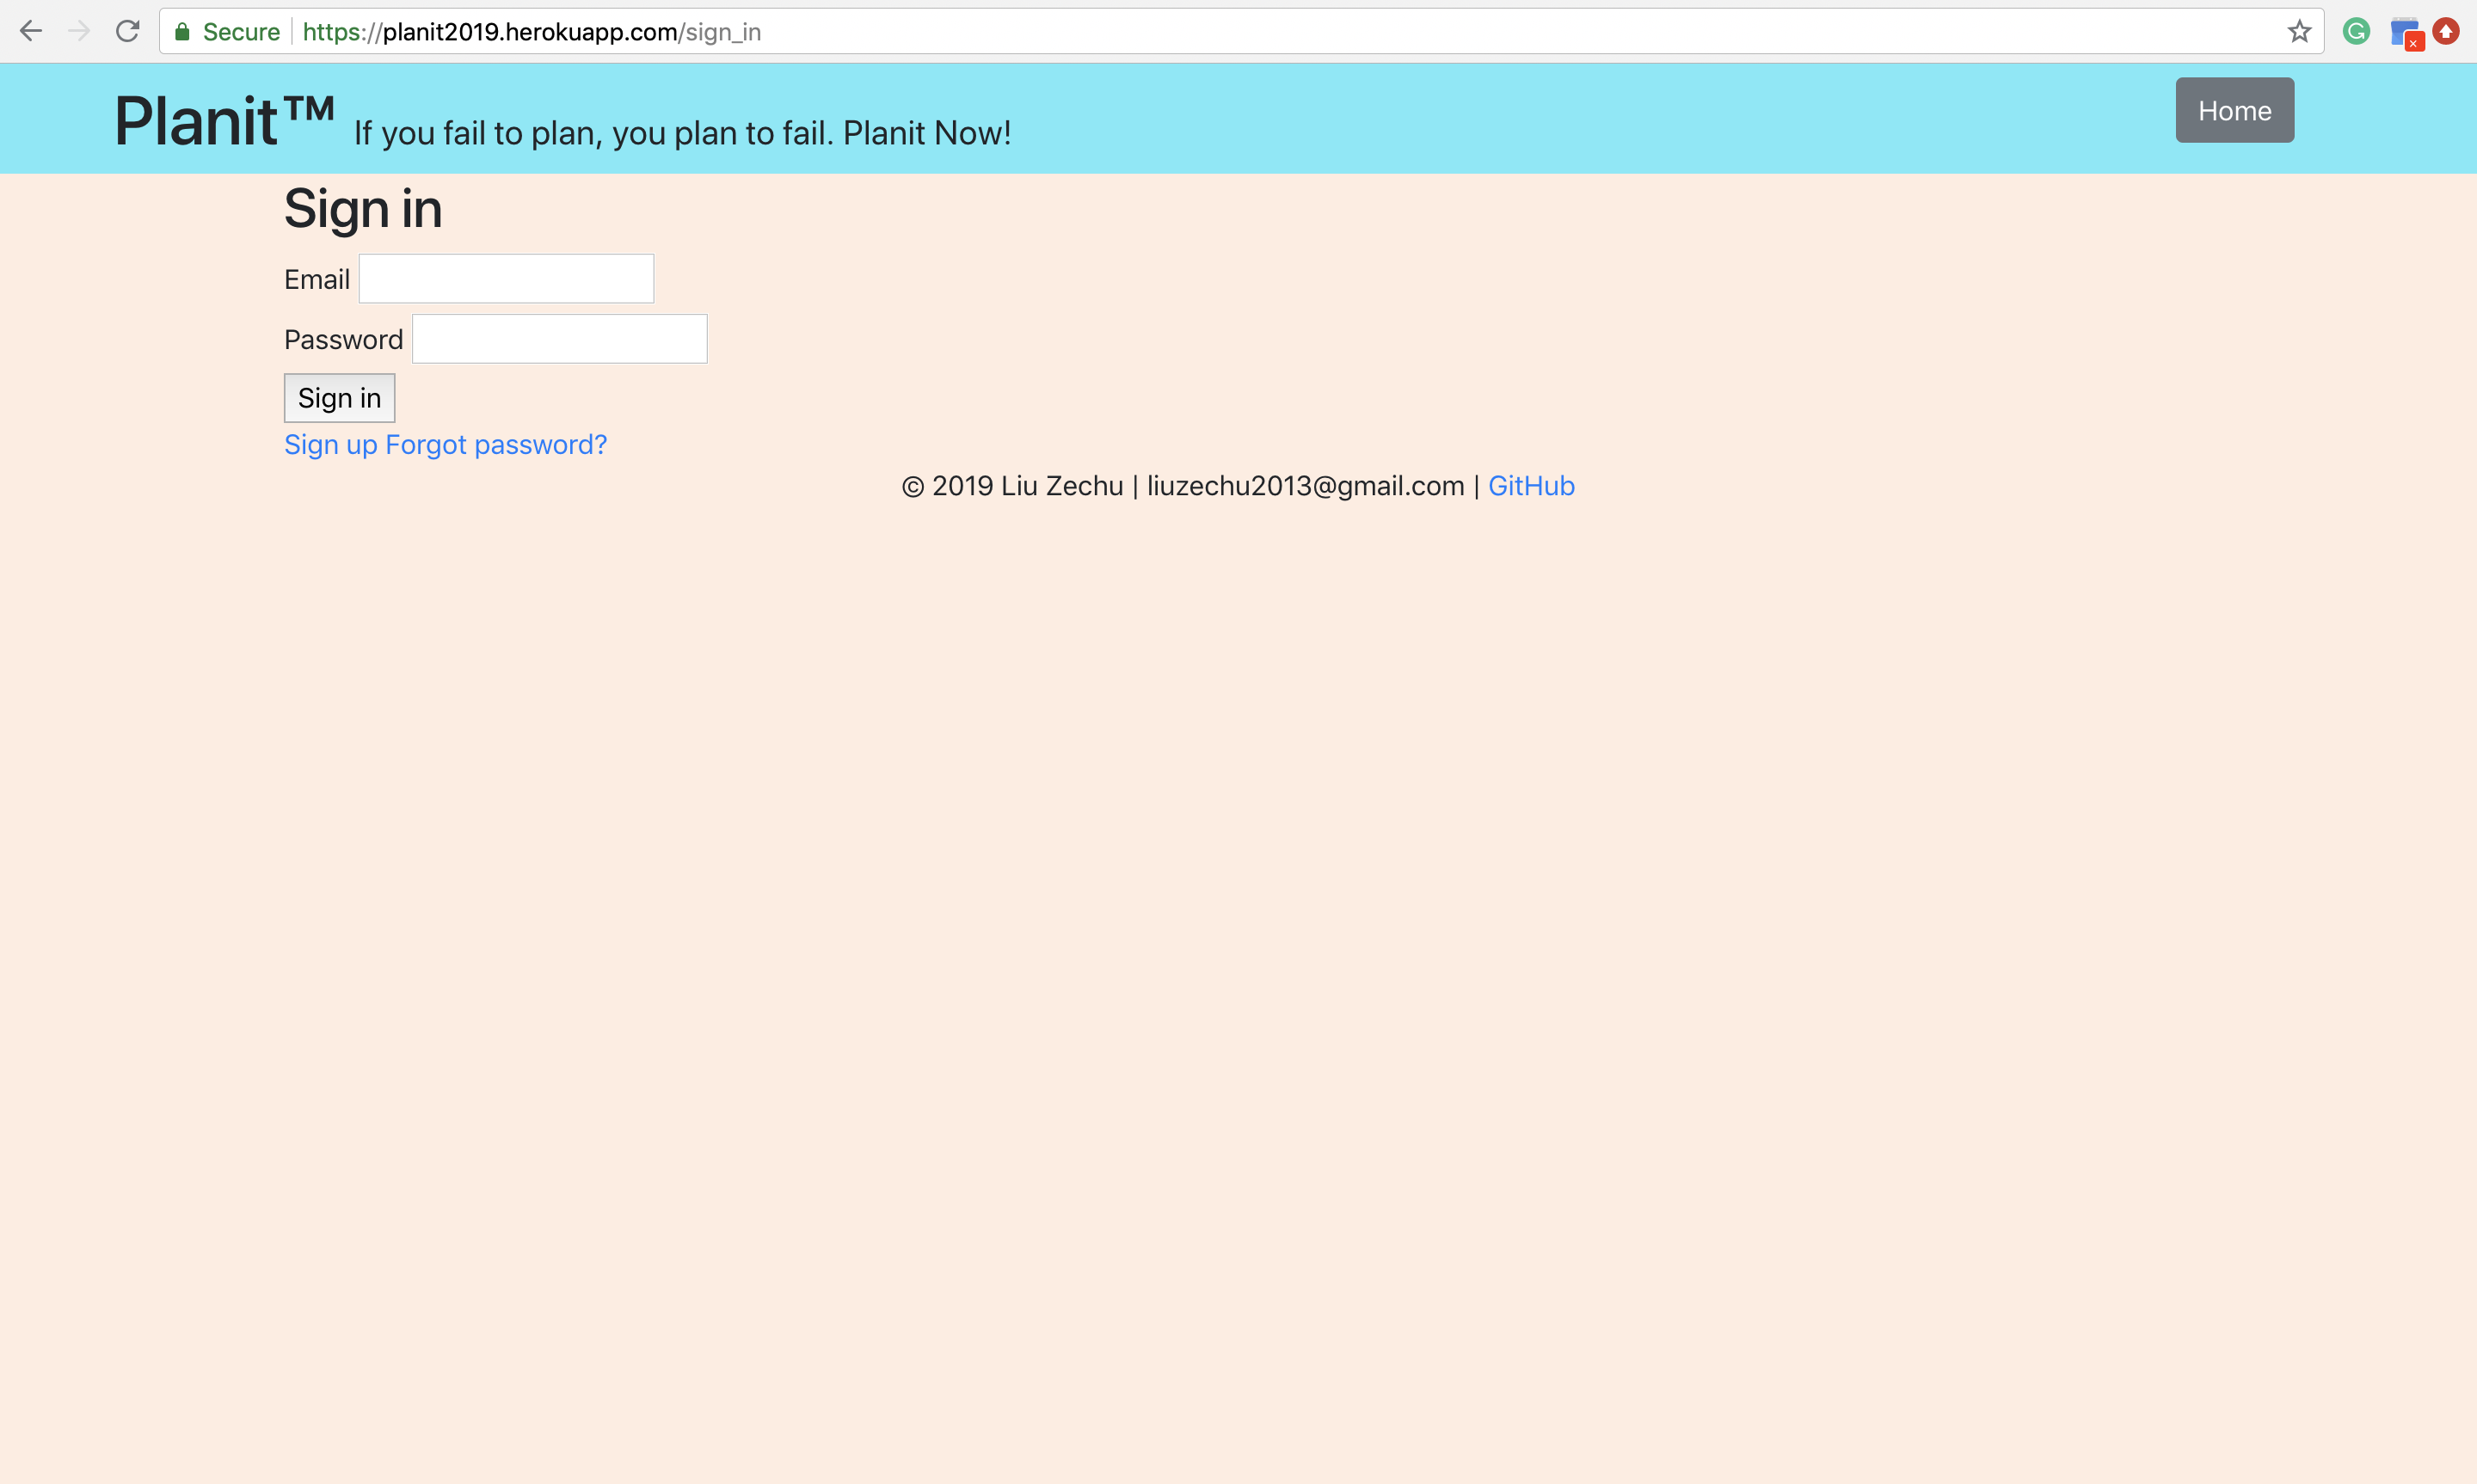 Secure https://planit2019.herokuapp.com/sign_in
Planit™ If you fail to plan, you plan to fail. Planit Now!
Home
Sign in
Email
Password
Sign in
Sign up Forgot password?
© 2019 Liu Zechu | liuzechu2013@gmail.com | GitHub